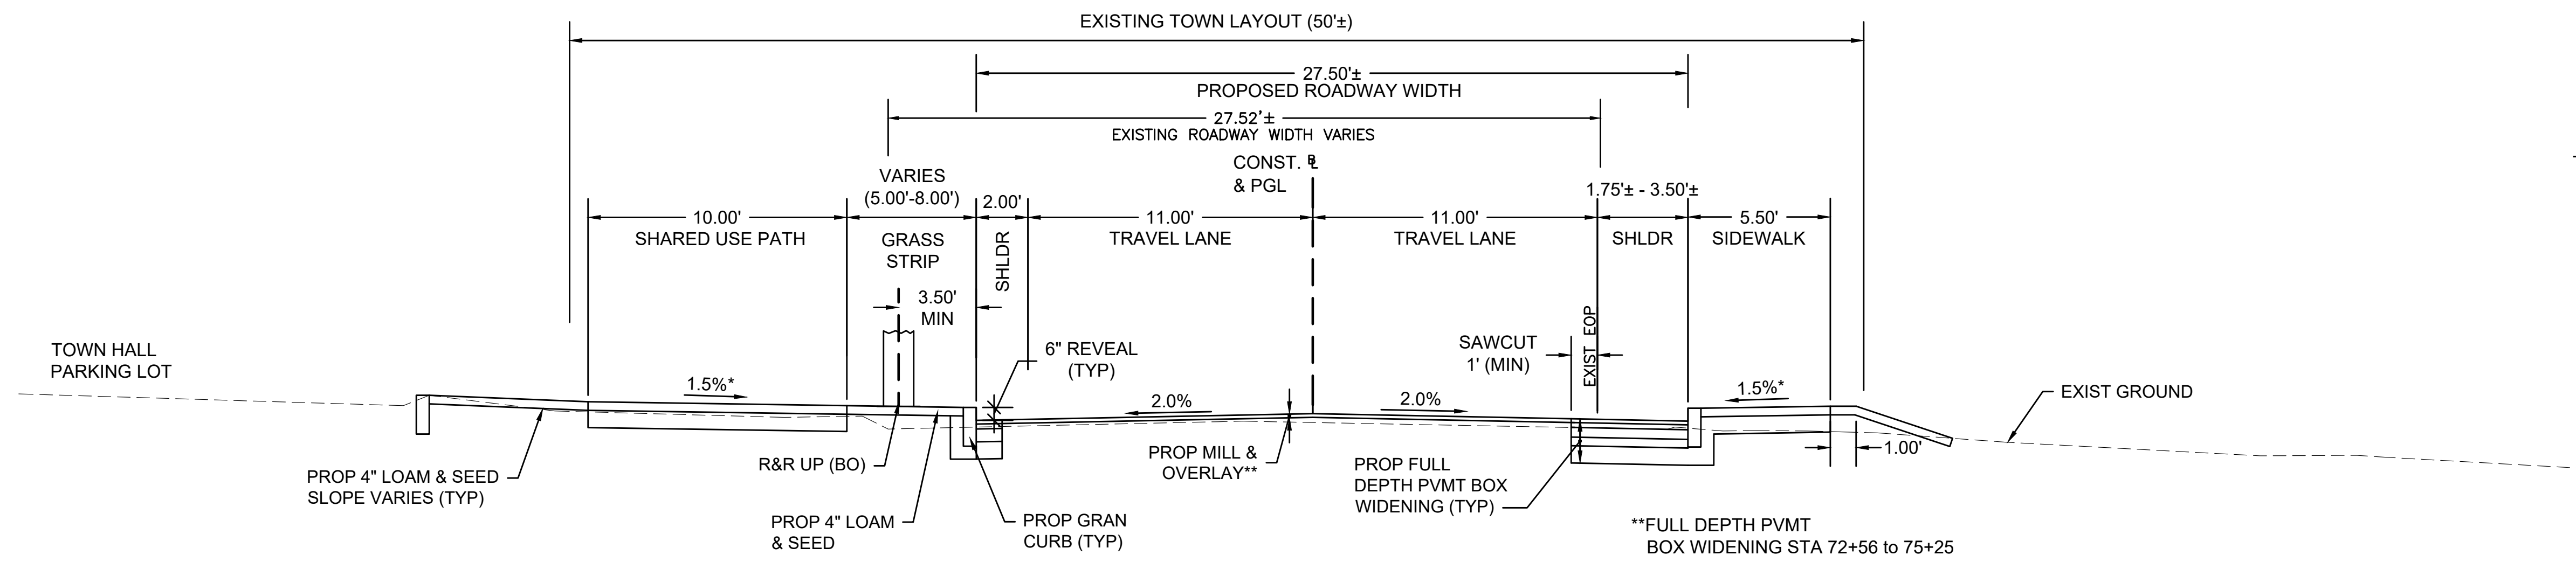 EXISTING TOWN LAYOUT (50'±)
27.50'±
PROPOSED ROADWAY WIDTH
27.52'±
EXISTING ROADWAY WIDTH VARIES
CONST. BL
& PGL
VARIES
(5.00'-8.00')
2.00'
1.75'± - 3.50'±
10.00'
11.00'
11.00'
5.50'
SHARED USE PATH
GRASS
STRIP
SHLDR
TRAVEL LANE
TRAVEL LANE
SHLDR
SIDEWALK
3.50'
MIN
6" REVEAL
(TYP)
SAWCUT
1' (MIN)
EXIST EOP
TOWN HALL
PARKING LOT
1.5%*
2.0%
2.0%
1.5%*
EXIST GROUND
1.00'
PROP 4" LOAM & SEED
SLOPE VARIES (TYP)
R&R UP (BO)
PROP 4" LOAM
& SEED
PROP GRAN
CURB (TYP)
PROP MILL &
OVERLAY**
PROP FULL
DEPTH PVMT BOX
WIDENING (TYP)
**FULL DEPTH PVMT
BOX WIDENING STA 72+56 to 75+25